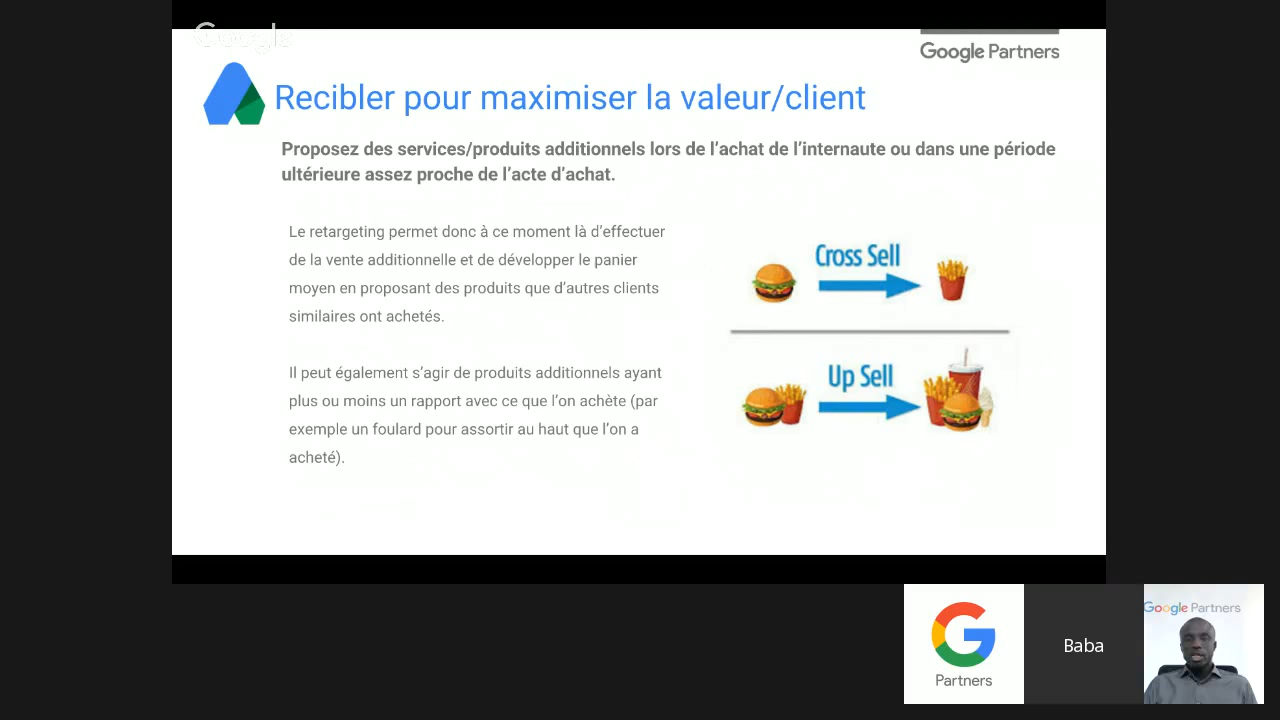 Google
Google Partners
Recibler pour maximiser la valeur/client
Proposez des services/produits additionnels lors de l’achat de l’internaute ou dans une période
ultérieure assez proche de l’acte d’achat.
Le retargeting permet donc à ce moment là d’effectuer
de la vente additionnelle et de développer le panier
moyen en proposant des produits que d’autres clients
similaires ont achetés.
Il peut également s’agir de produits additionnels ayant
plus ou moins un rapport avec ce que l’on achète (par
exemple un foulard pour assortir au haut que l’on a
acheté).
Cross Sell
Up Sell
Partners
Baba
Google Partners